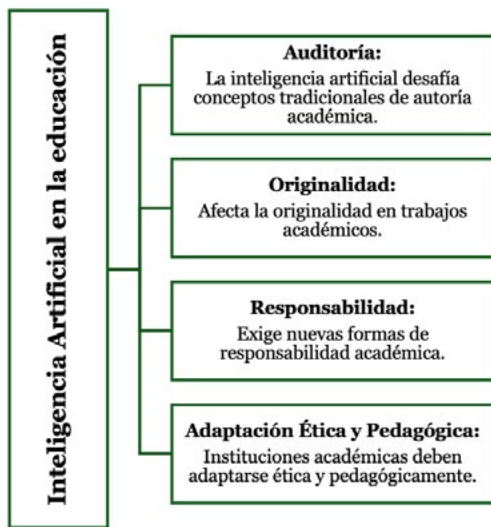 Inteligencia Artificial en la educación
Auditoría:
La inteligencia artificial desafía
conceptos tradicionales de autoría
académica.
Originalidad:
Afecta la originalidad en trabajos
académicos.
Responsabilidad:
Exige nuevas formas de
responsabilidad académica.
Adaptación Ética y Pedagógica:
Instituciones académicas deben
adaptarse ética y pedagógicamente.